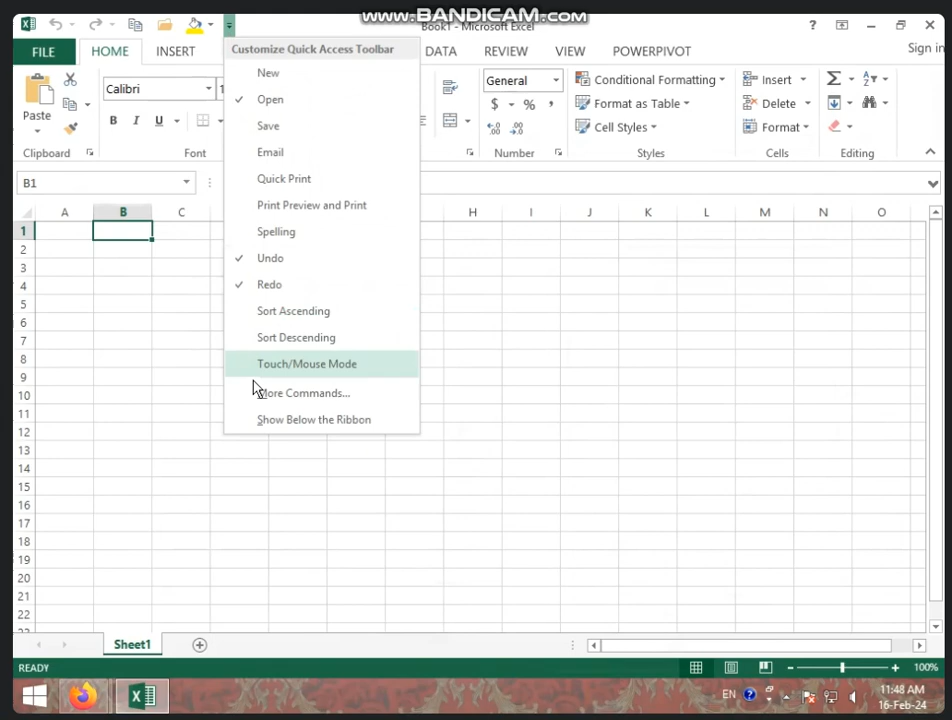 www.BANDICAM.com
Book1 - Microsoft Excel
?
FILE HOME INSERT DATA REVIEW VIEW POWERPIVOT Sign in
Customize Quick Access Toolbar
New
Open
Save
Email
Quick Print
Print Preview and Print
Spelling
Undo
Redo
Sort Ascending
Sort Descending
Touch/Mouse Mode
More Commands...
Show Below the Ribbon
Paste
Clipboard
Calibri
B I U
Font
General
$ % ,
Number
Conditional Formatting
Format as Table
Cell Styles
Styles
Insert
Delete
Format
Cells
Editing
B1
A B C H I J K L M N O
1
2
3
4
5
6
7
8
9
10
11
12
13
14
15
16
17
18
19
20
21
22
Sheet1
READY
100%
EN
11:48 AM
16-Feb-24